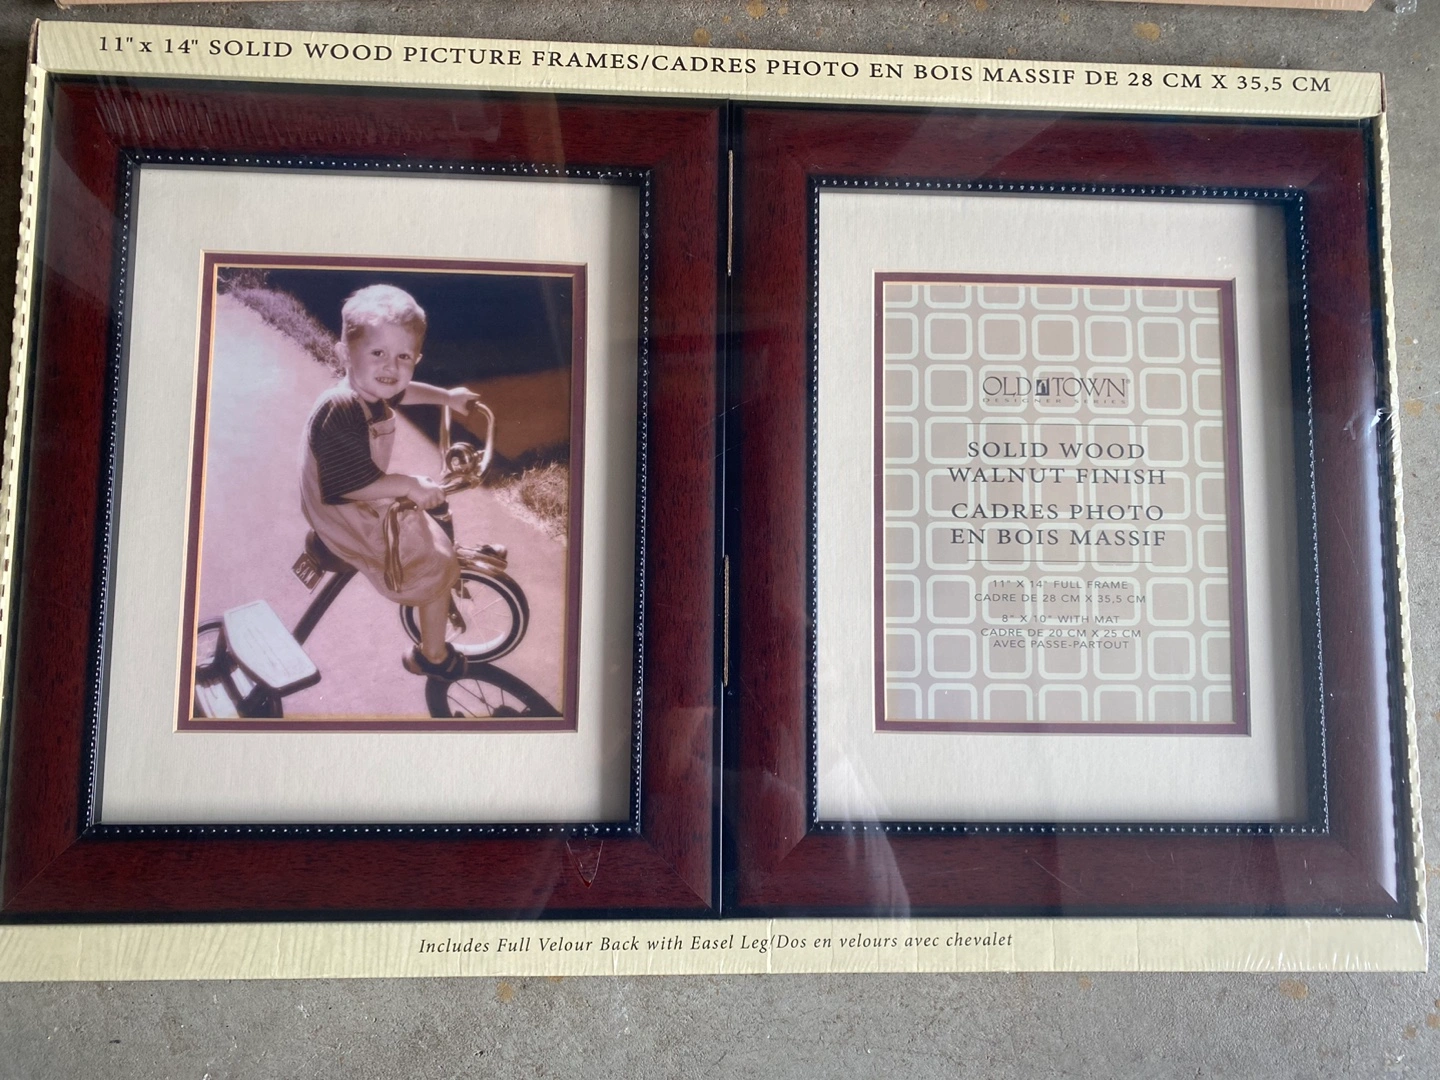 11" x 14" SOLID WOOD PICTURE FRAMES/CADRES PHOTO EN BOIS MASSIF DE 28 CM X 35,5 CM
OLD TOWN
DESIGNER SERIES
SOLID WOOD
WALNUT FINISH
CADRES PHOTO
EN BOIS MASSIF
11" X 14" FULL FRAME
CADRE DE 28 CM X 35,5 CM
8" X 10" WITH MAT
CADRE DE 20 CM X 25 CM
AVEC PASSE-PARTOUT
Includes Full Velour Back with Easel Leg/Dos en velours avec chevalet